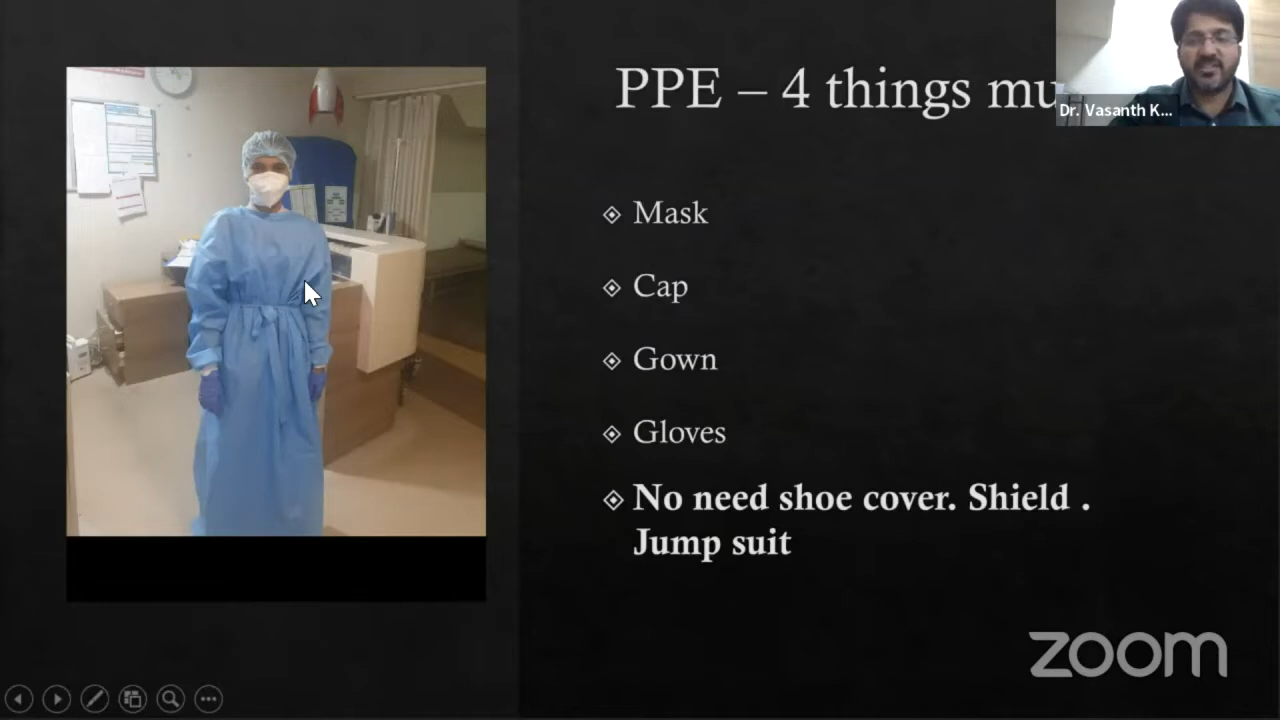 PPE – 4 things mu
Dr. Vasanth K...
Mask
Cap
Gown
Gloves
No need shoe cover. Shield .
Jump suit
zoom